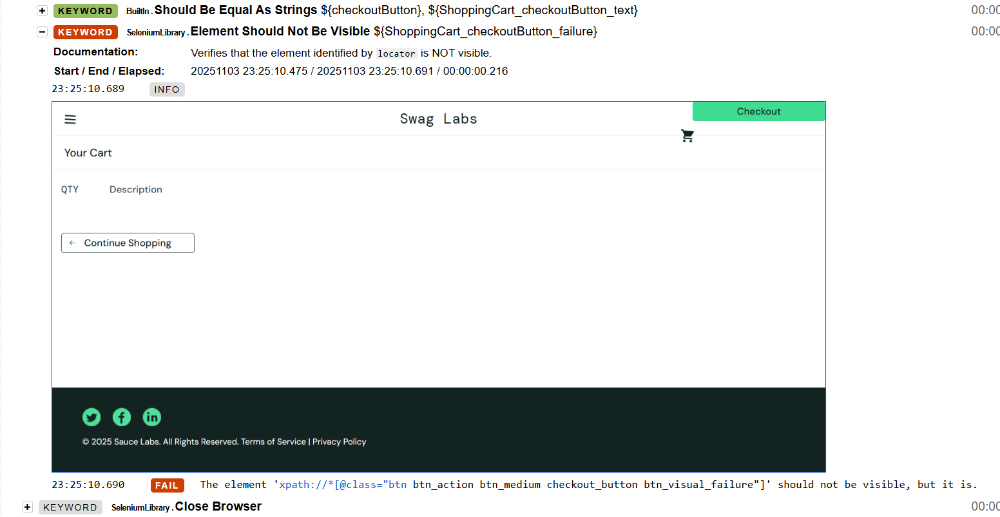 + KEYWORD BuiltIn . Should Be Equal As Strings ${checkoutButton}, ${ShoppingCart_checkoutButton_text} 00:00
− KEYWORD SeleniumLibrary . Element Should Not Be Visible ${ShoppingCart_checkoutButton_failure} 00:00
Documentation: Verifies that the element identified by locator is NOT visible.
Start / End / Elapsed: 20251103 23:25:10.475 / 20251103 23:25:10.691 / 00:00:00.216
23:25:10.689 INFO
Swag Labs
Checkout
Your Cart
QTY Description
← Continue Shopping
© 2025 Sauce Labs. All Rights Reserved. Terms of Service | Privacy Policy
23:25:10.690 FAIL The element 'xpath://*[@class="btn btn_action btn_medium checkout_button btn_visual_failure"]' should not be visible, but it is.
+ KEYWORD SeleniumLibrary . Close Browser 00:00